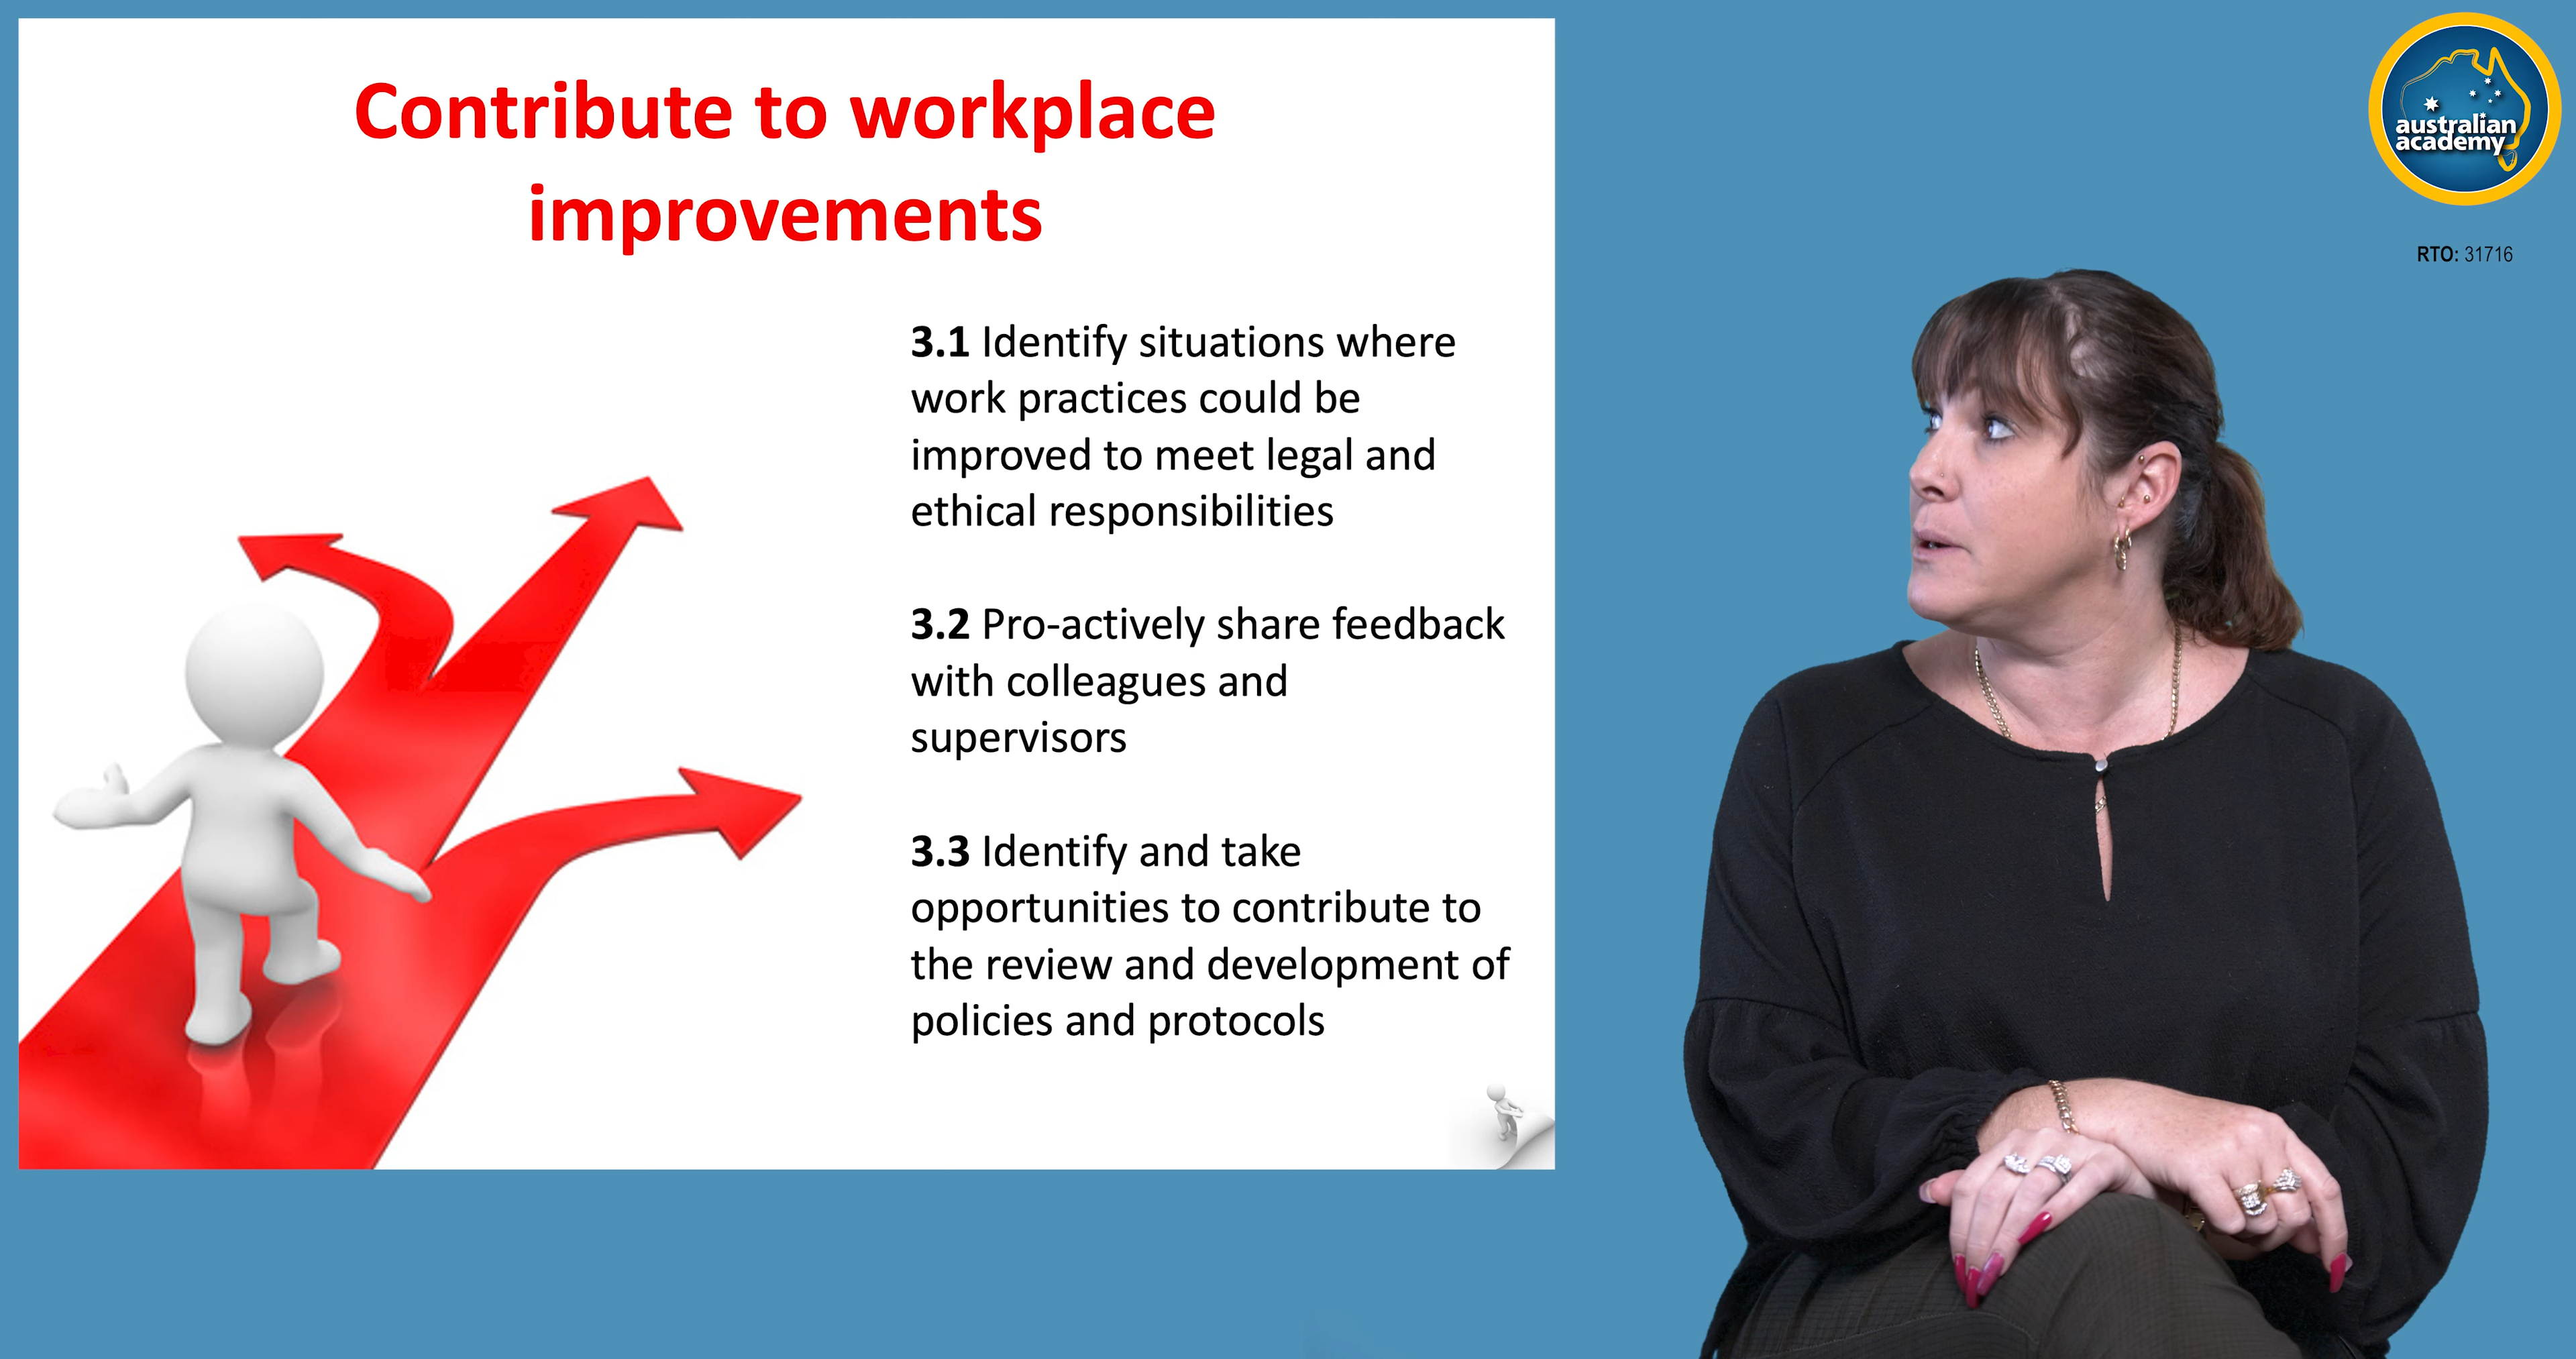 Contribute to workplace
improvements
3.1 Identify situations where
work practices could be
improved to meet legal and
ethical responsibilities
3.2 Pro-actively share feedback
with colleagues and
supervisors
3.3 Identify and take
opportunities to contribute to
the review and development of
policies and protocols
australian
academy
RTO: 31716